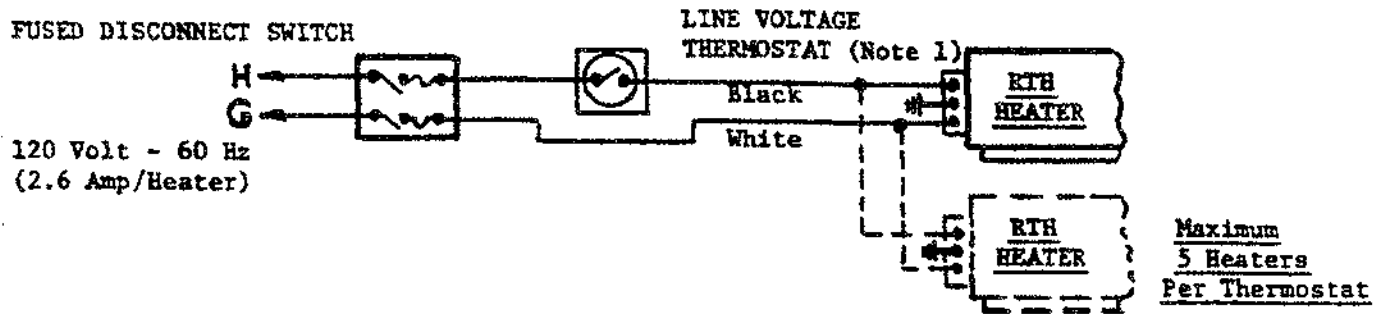 FUSED DISCONNECT SWITCH
LINE VOLTAGE
THERMOSTAT (Note 1)
H
G
Black
White
120 Volt - 60 Hz
(2.6 Amp/Heater)
RTH
HEATER
RTH
HEATER
Maximum
5 Heaters
Per Thermostat